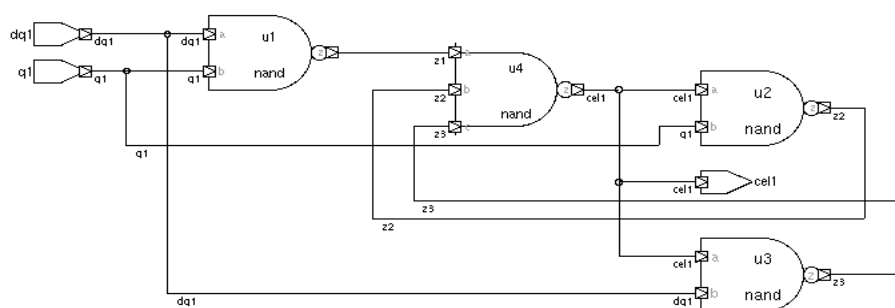 dq1 dq1 dq1 a u1 z z1 a u4
q1 q1 q1 b nand z2 b z cel1 cel1 a u2
z3 c nand q1 b nand z z2
q1
cel1 cel1
z3
z2
cel1 a u3
z z3
dq1 dq1 b nand